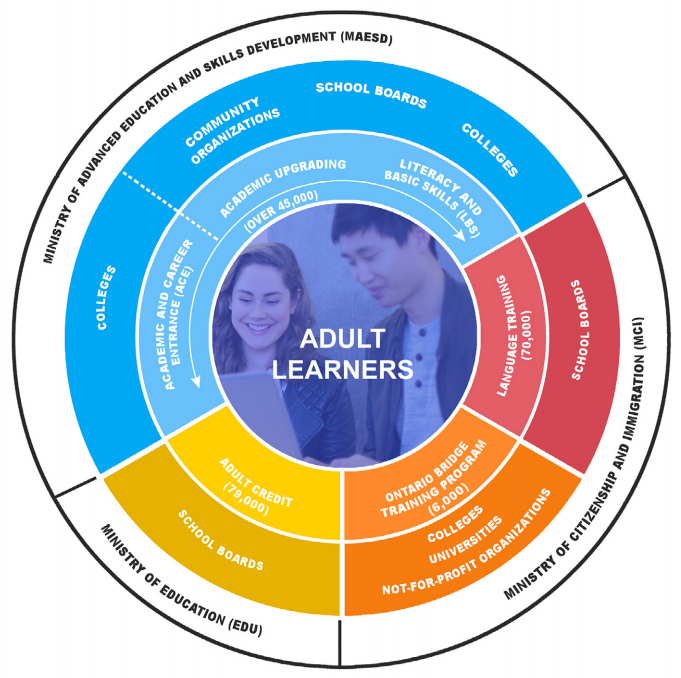 MINISTRY OF ADVANCED EDUCATION AND SKILLS DEVELOPMENT (MAESD)
COMMUNITY
ORGANIZATIONS
SCHOOL BOARDS
COLLEGES
COLLEGES
ACADEMIC UPGRADING
(OVER 45,000)
LITERACY AND
BASIC SKILLS (LBS)
ACADEMIC AND CAREER
ENTRANCE (ACE)
ADULT
LEARNERS
LANGUAGE TRAINING
(70,000)
SCHOOL BOARDS
MINISTRY OF CITIZENSHIP AND IMMIGRATION (MCI)
ONTARIO BRIDGE
TRAINING PROGRAM
(6,000)
COLLEGES
UNIVERSITIES
NOT-FOR-PROFIT ORGANIZATIONS
ADULT CREDIT
(79,000)
SCHOOL BOARDS
MINISTRY OF EDUCATION (EDU)